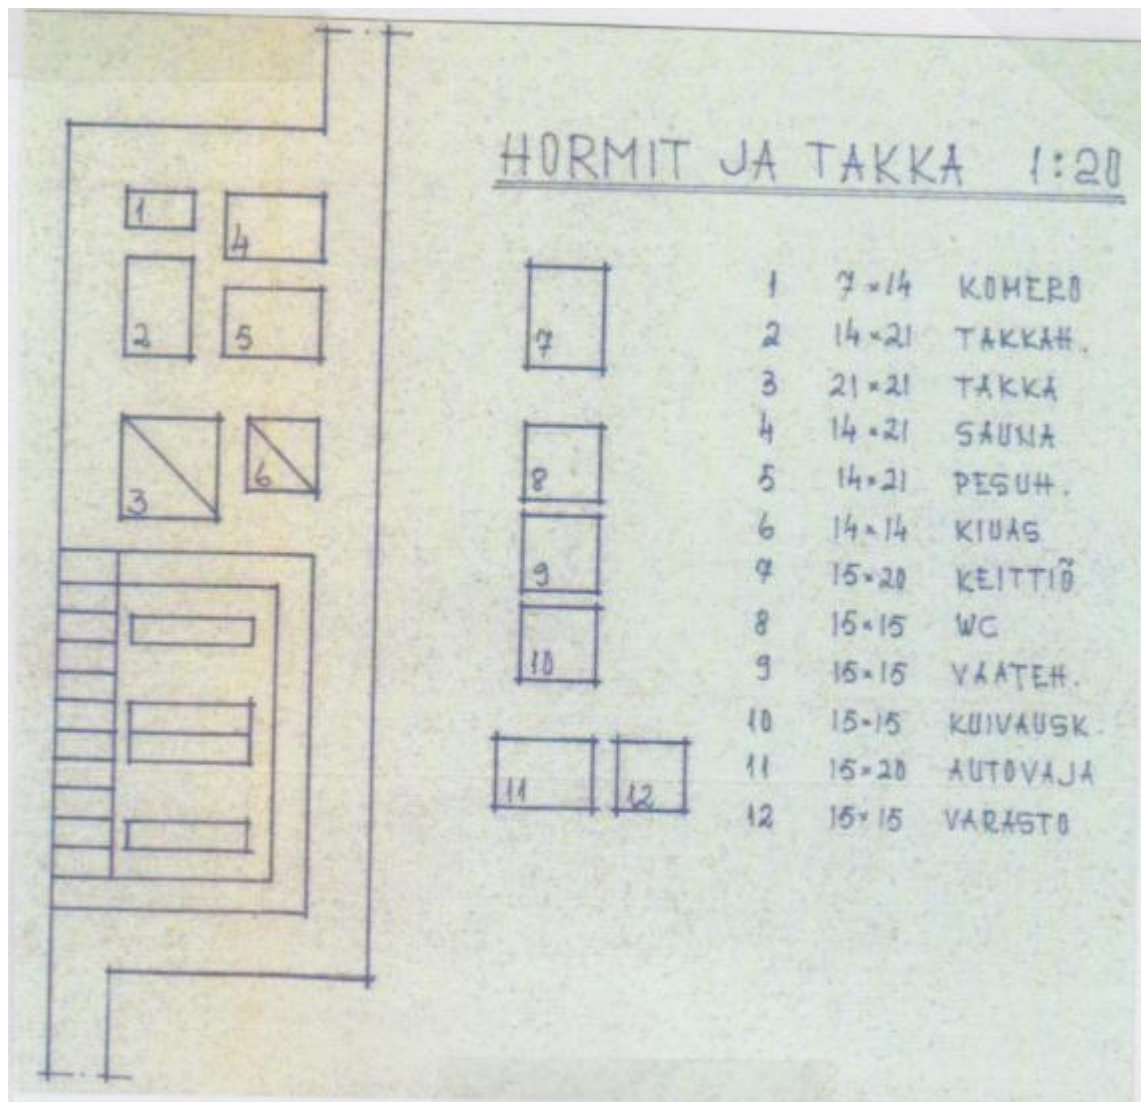 HORMIT JA TAKKA 1:20
1 7×14 KOMERO
2 14×21 TAKKAH.
3 21×21 TAKKA
4 14×21 SAUNA
5 14×21 PESUH.
6 14×14 KIUAS
7 15×20 KEITTIÖ
8 15×15 WC
9 15×15 VAATEH.
10 15×15 KUIVAUSK.
11 15×20 AUTOVAJA
12 15×15 VARASTO
1
4
2
5
3
6
7
8
9
10
11
12